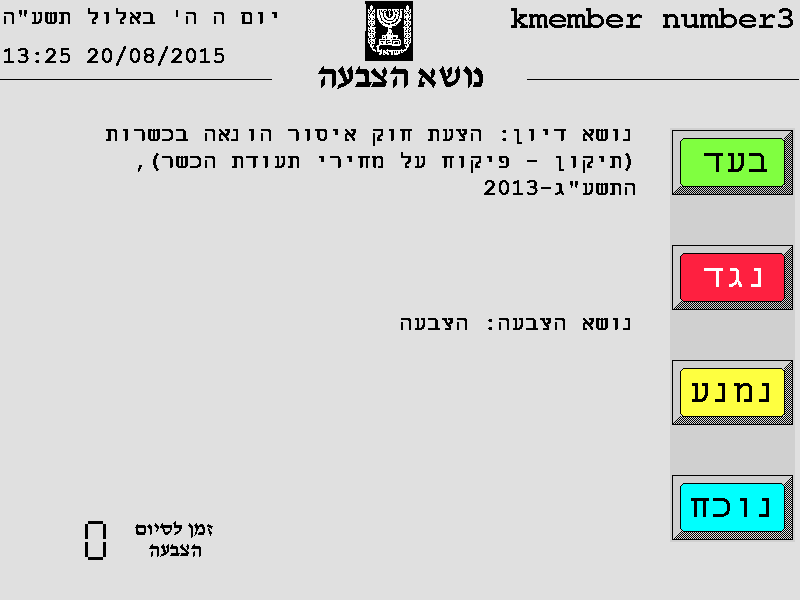 יום ה ה' באלול תשע"ה
kmember number3
13:25 20/08/2015
נושא הצבעה
נושא דיון: הצעת חוק איסור הונאה בכשרות
(תיקון - פיקוח על מחירי תעודת הכשר),
התשע"ג-2013
בעד
נגד
נושא הצבעה: הצבעה
נמנע
נוכח
זמן לסיום
הצבעה
0